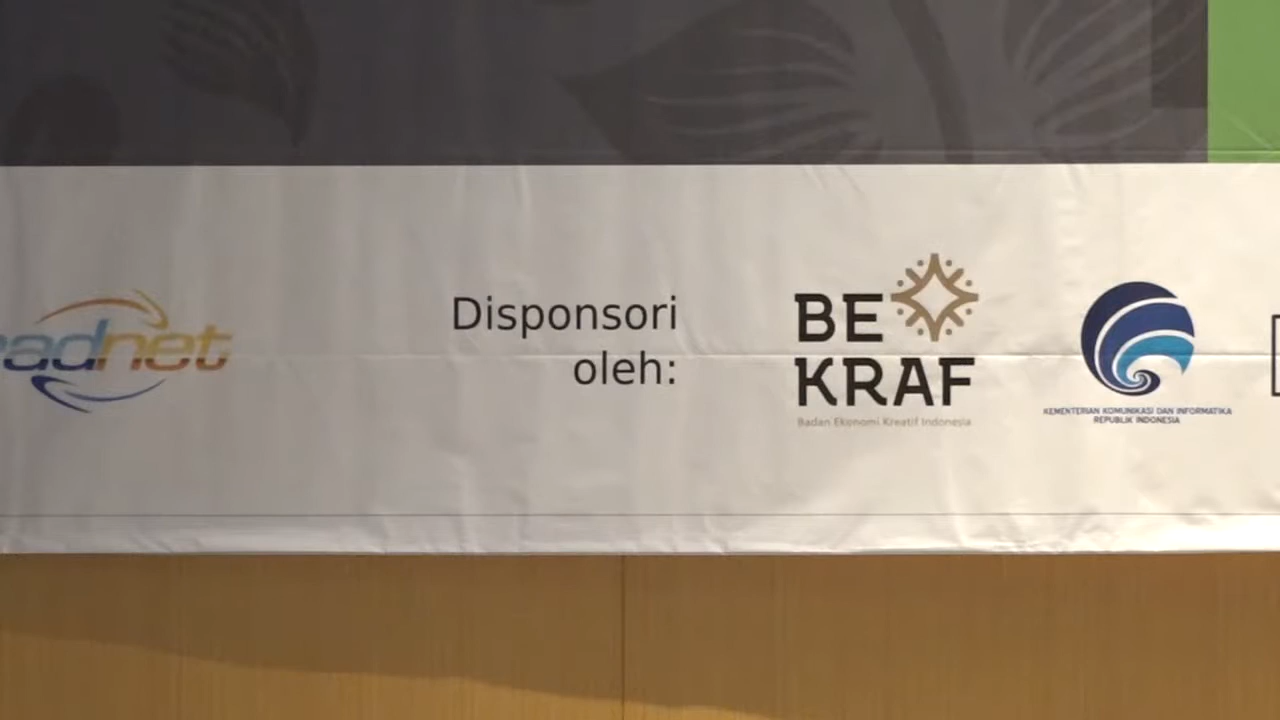 adnet
Disponsori
oleh:
BE
KRAF
Badan Ekonomi Kreatif Indonesia
KEMENTERIAN KOMUNIKASI DAN INFORMATIKA
REPUBLIK INDONESIA